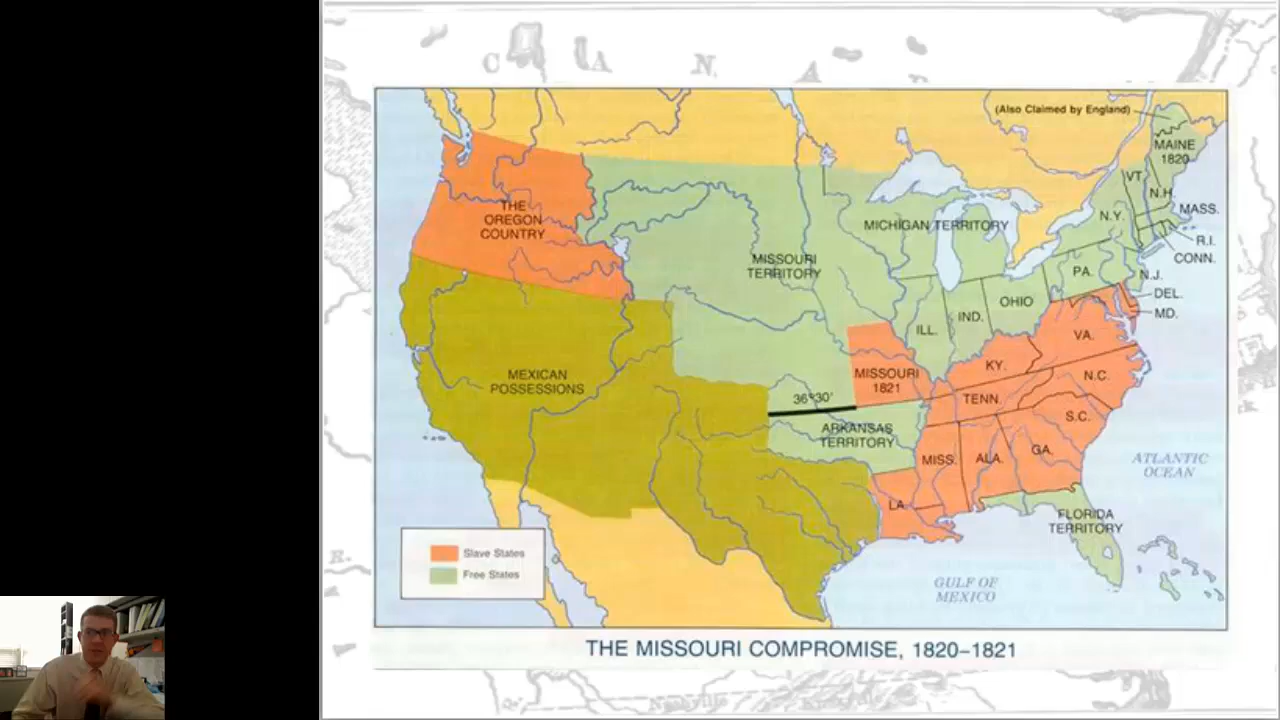 C A N A
(Also Claimed by England)
MAINE
1820
VT.
N.H.
MASS.
N.Y.
R.I.
CONN.
THE
OREGON
COUNTRY
MICHIGAN TERRITORY
MISSOURI
TERRITORY
PA.
N.J.
OHIO
DEL.
MD.
ILL.
IND.
VA.
MEXICAN
POSSESSIONS
MISSOURI
1821
KY.
N.C.
36°30'
TENN.
S.C.
ARKANSAS
TERRITORY
MISS.
ALA.
GA.
ATLANTIC
OCEAN
LA.
FLORIDA
TERRITORY
Slave States
Free States
GULF OF
MEXICO
THE MISSOURI COMPROMISE, 1820–1821